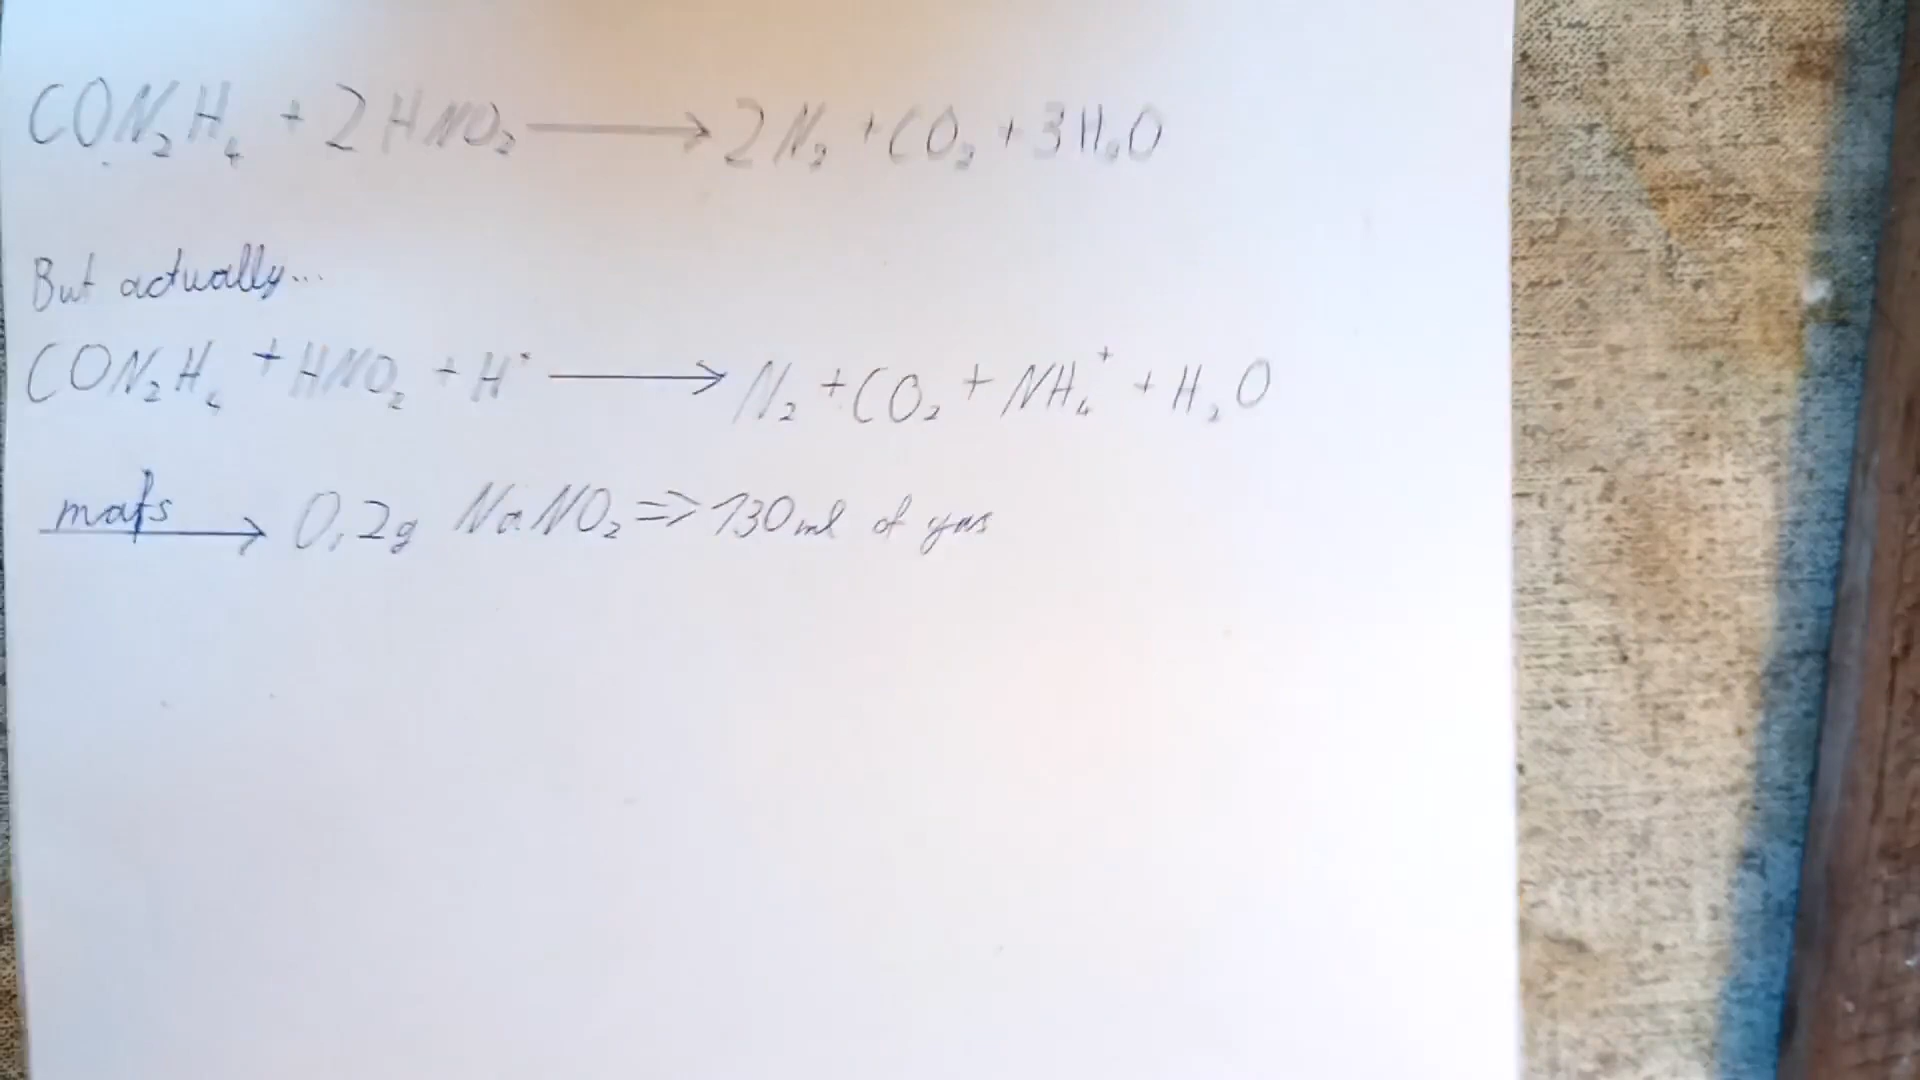 CON₂H₄ + 2HNO₂ → 2N₂ + CO₂ + 3H₂O
But actually...
CON₂H₄ + HNO₂ + H⁺ → N₂ + CO₂ + NH₄⁺ + H₂O
mafs → 0,2g NaNO₂ => 130ml of gas